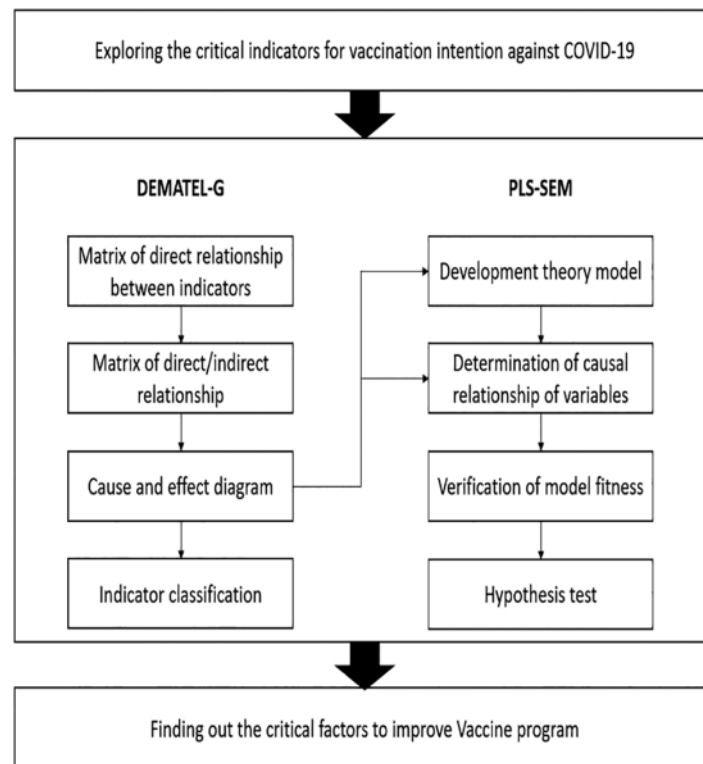 Exploring the critical indicators for vaccination intention against COVID-19
DEMATEL-G
Matrix of direct relationship
between indicators
Matrix of direct/indirect
relationship
Cause and effect diagram
Indicator classification
PLS-SEM
Development theory model
Determination of causal
relationship of variables
Verification of model fitness
Hypothesis test
Finding out the critical factors to improve Vaccine program